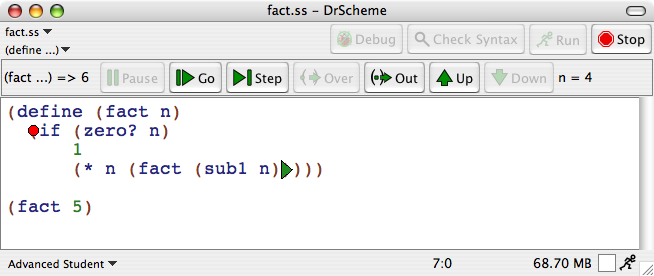 fact.ss - DrScheme
fact.ss
(define ...)
Debug Check Syntax Run Stop
(fact ...) => 6 Pause Go Step Over Out Up Down n = 4
(define (fact n)
if (zero? n)
1
(* n (fact (sub1 n))))
(fact 5)
Advanced Student 7:0 68.70 MB